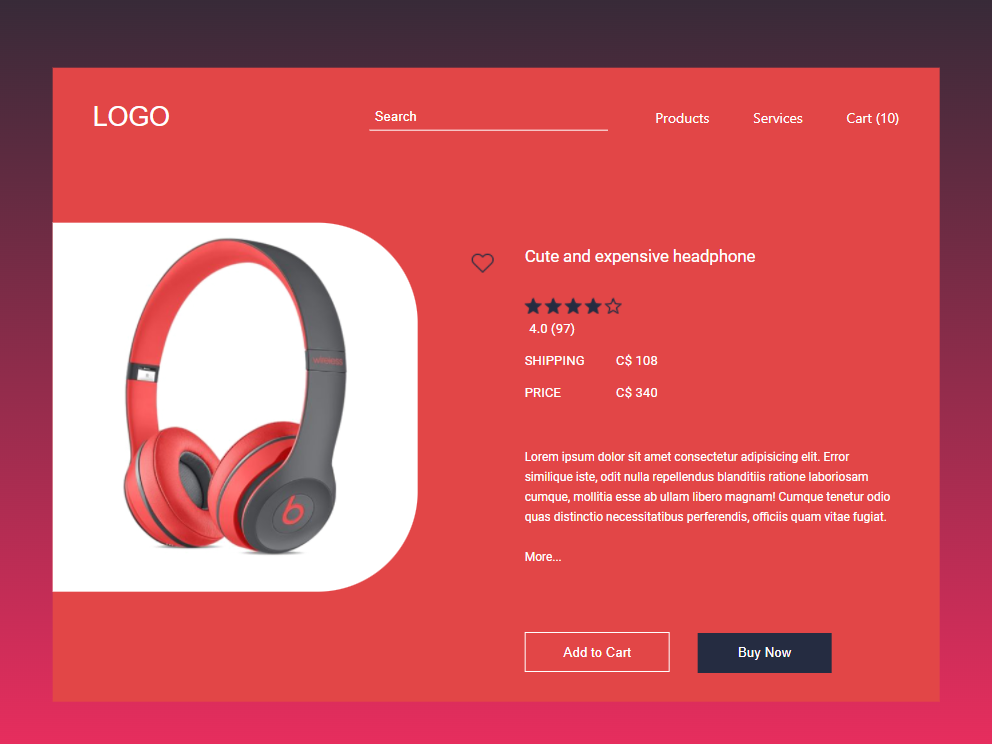 LOGO
Search
Products
Services
Cart (10)
Cute and expensive headphone
4.0 (97)
SHIPPING C$ 108
PRICE C$ 340
Lorem ipsum dolor sit amet consectetur adipisicing elit. Error
similique iste, odit nulla repellendus blanditiis ratione laboriosam
cumque, mollitia esse ab ullam libero magnam! Cumque tenetur odio
quas distinctio necessitatibus perferendis, officiis quam vitae fugiat.
More...
Add to Cart
Buy Now